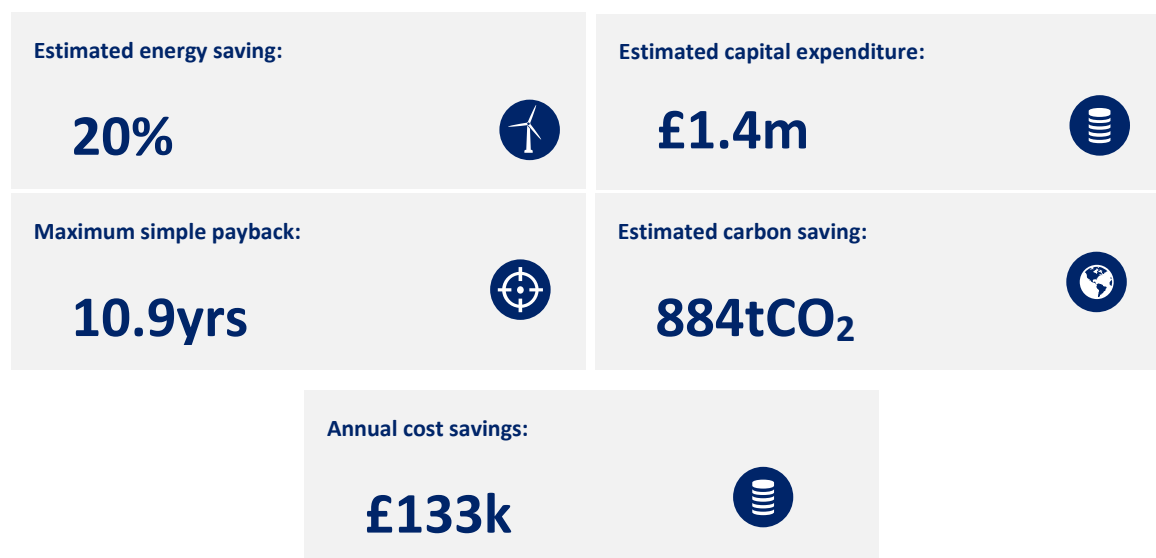 Estimated energy saving:
20%
Estimated capital expenditure:
£1.4m
Maximum simple payback:
10.9yrs
Estimated carbon saving:
884tCO₂
Annual cost savings:
£133k